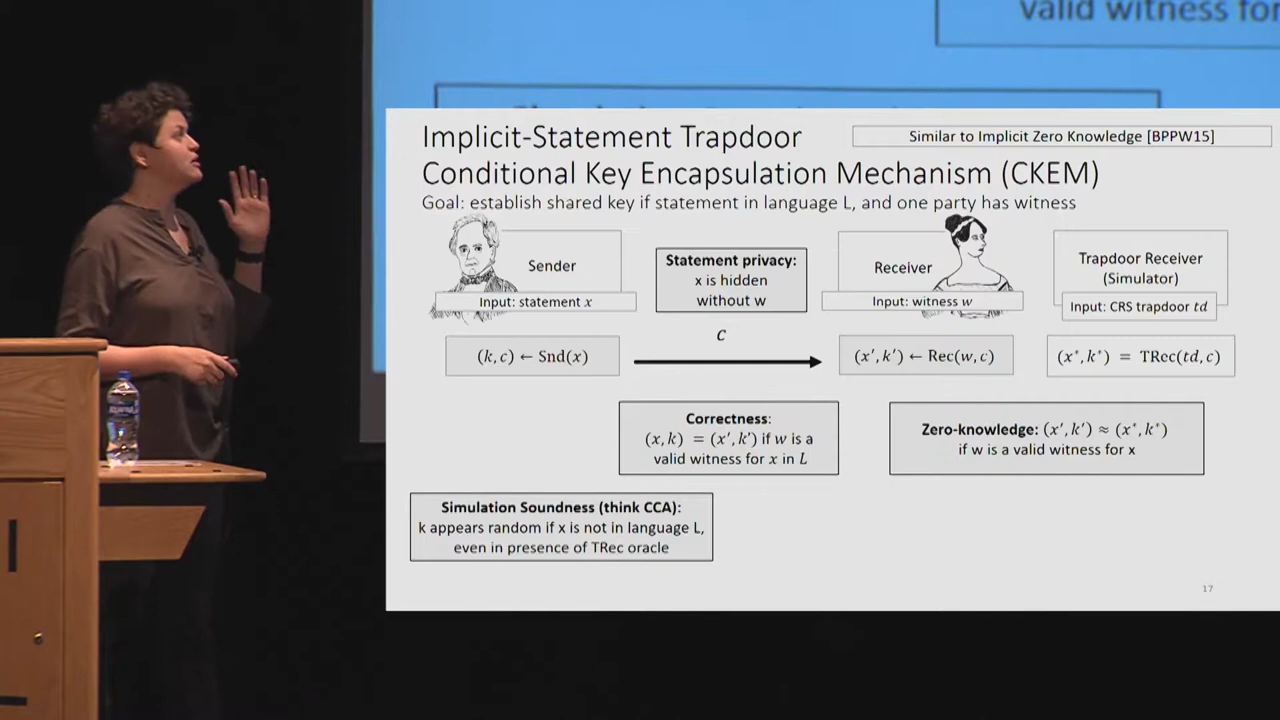 valid witness for
Implicit-Statement Trapdoor
Similar to Implicit Zero Knowledge [BPPW15]
Conditional Key Encapsulation Mechanism (CKEM)
Goal: establish shared key if statement in language L, and one party has witness
Sender
Input: statement x
Statement privacy:
x is hidden
without w
Receiver
Input: witness w
Trapdoor Receiver
(Simulator)
Input: CRS trapdoor td
(k, c) ← Snd(x)
c
(x′, k′) ← Rec(w, c)
(x*, k*) = TRec(td, c)
Correctness:
(x, k) = (x′, k′) if w is a
valid witness for x in L
Zero-knowledge: (x′, k′) ≈ (x*, k*)
if w is a valid witness for x
Simulation Soundness (think CCA):
k appears random if x is not in language L,
even in presence of TRec oracle
17